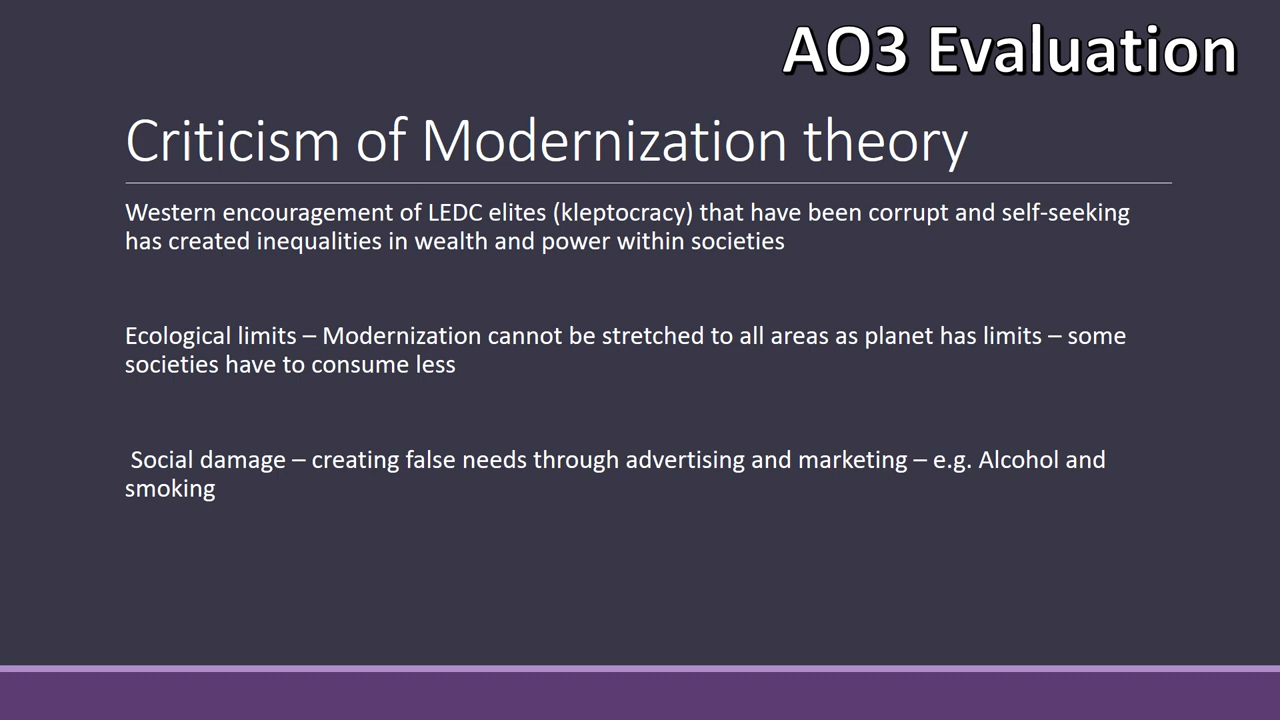 AO3 Evaluation
Criticism of Modernization theory
Western encouragement of LEDC elites (kleptocracy) that have been corrupt and self-seeking
has created inequalities in wealth and power within societies
Ecological limits – Modernization cannot be stretched to all areas as planet has limits – some
societies have to consume less
Social damage – creating false needs through advertising and marketing – e.g. Alcohol and
smoking